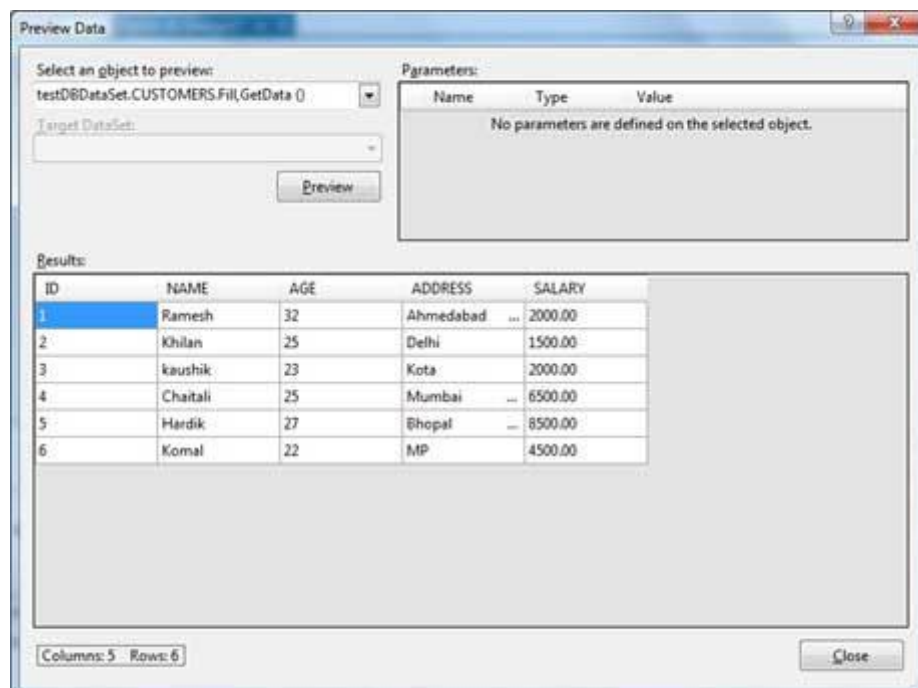 Preview Data
Select an object to preview:
testDBDataSet.CUSTOMERS.Fill,GetData ()
Target DataSet:
Preview
Parameters:
Name Type Value
No parameters are defined on the selected object.
Results:
ID NAME AGE ADDRESS SALARY
1 Ramesh 32 Ahmedabad ... 2000.00
2 Khilan 25 Delhi 1500.00
3 kaushik 23 Kota 2000.00
4 Chaitali 25 Mumbai ... 6500.00
5 Hardik 27 Bhopal ... 8500.00
6 Komal 22 MP 4500.00
Columns: 5 Rows: 6
Close